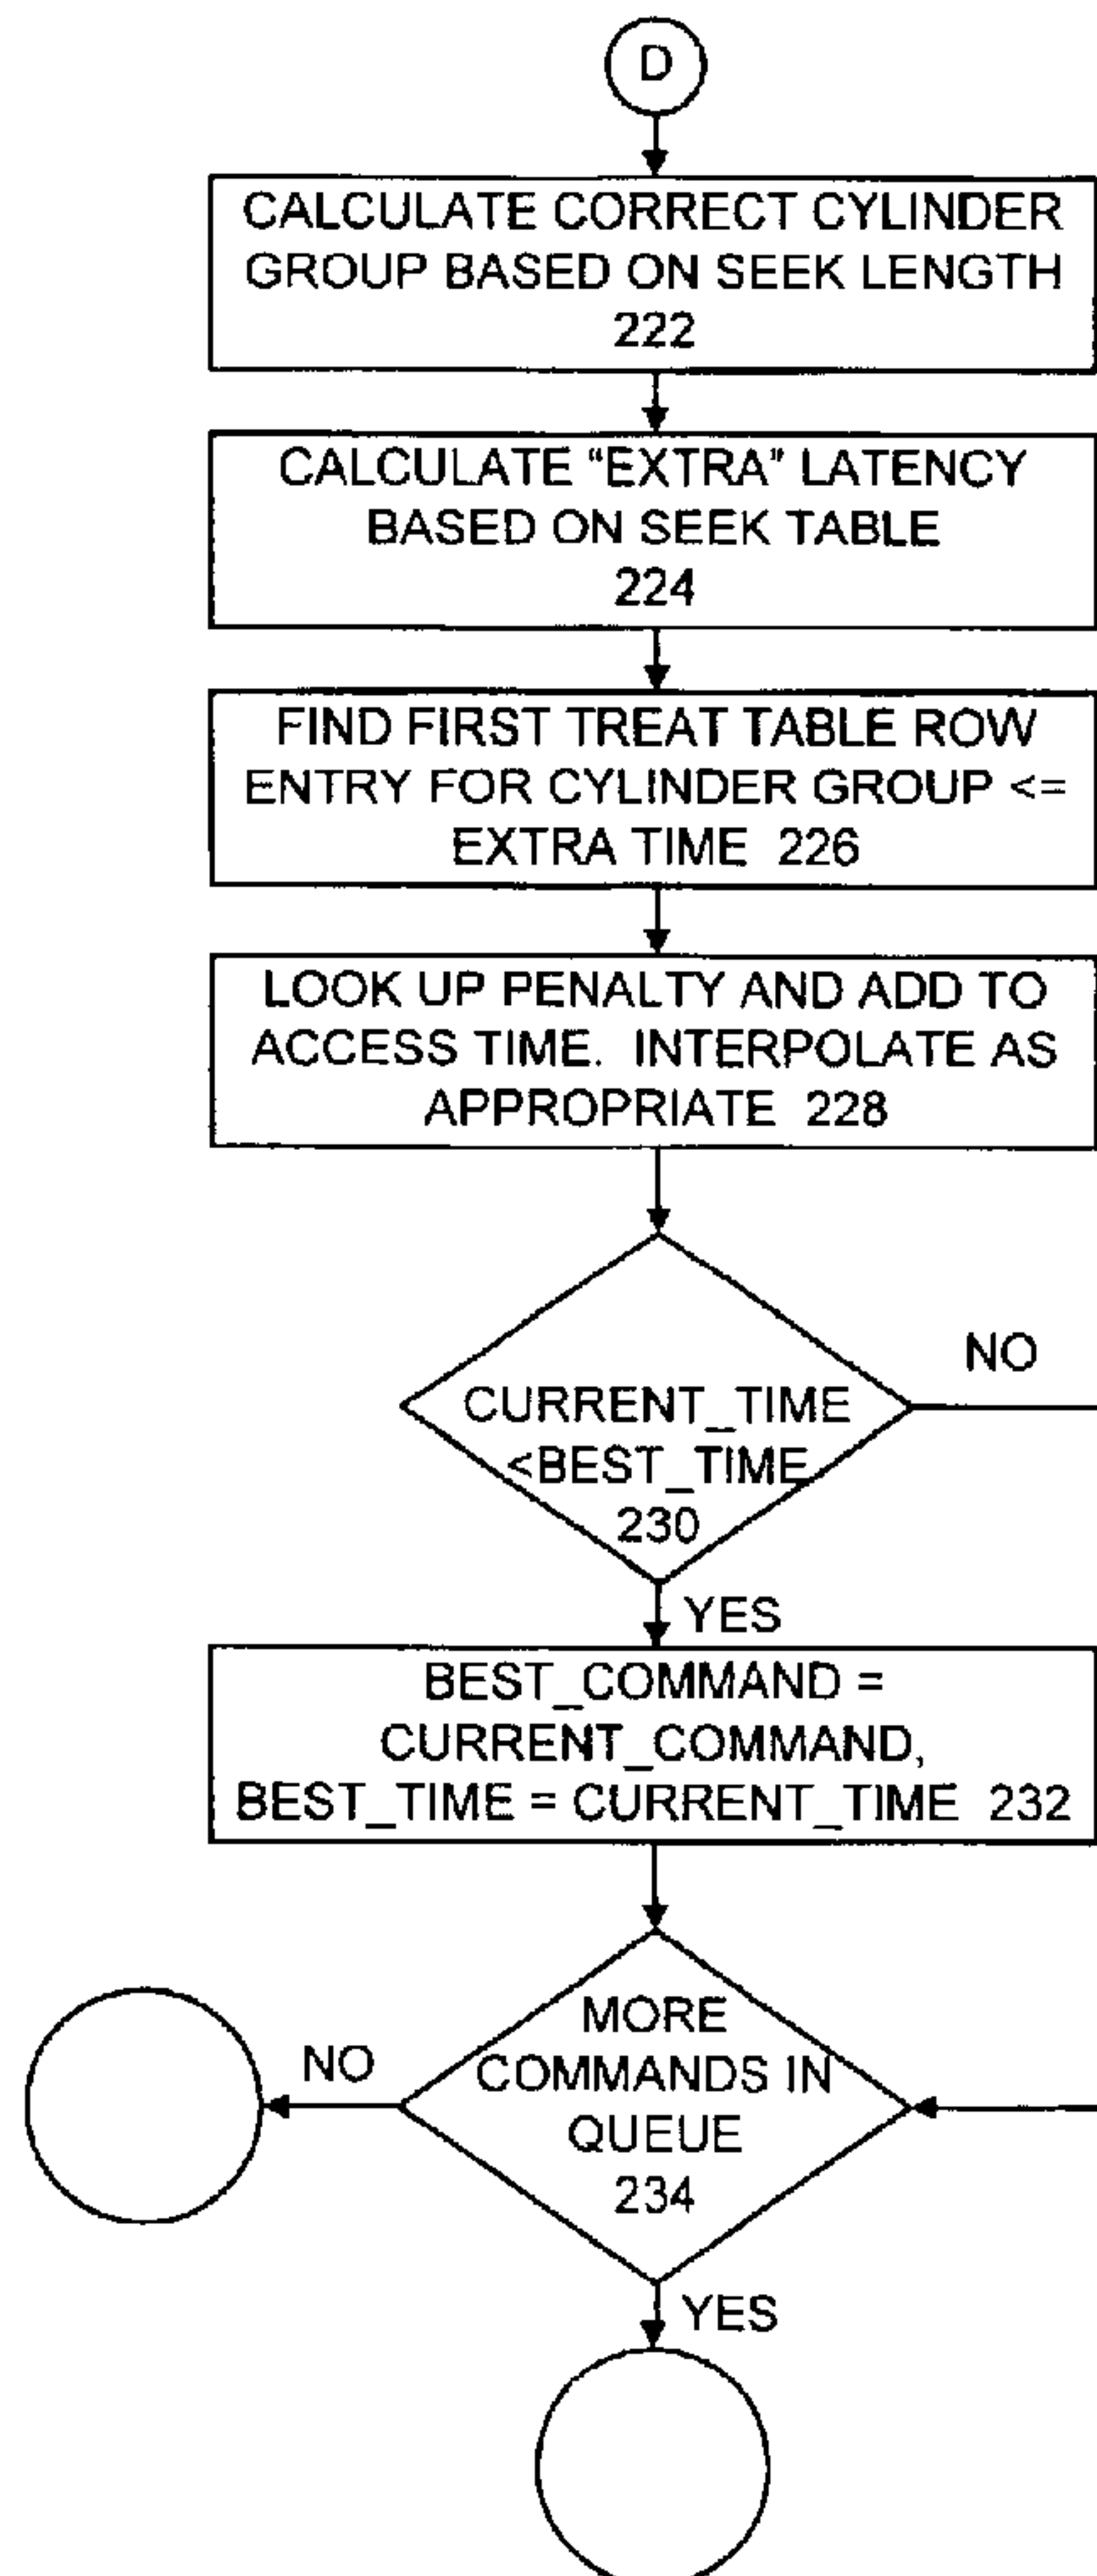 D
CALCULATE CORRECT CYLINDER
GROUP BASED ON SEEK LENGTH
222
CALCULATE “EXTRA” LATENCY
BASED ON SEEK TABLE
224
FIND FIRST TREAT TABLE ROW
ENTRY FOR CYLINDER GROUP <=
EXTRA TIME 226
LOOK UP PENALTY AND ADD TO
ACCESS TIME. INTERPOLATE AS
APPROPRIATE 228
NO
CURRENT_TIME
<BEST_TIME
230
YES
BEST_COMMAND =
CURRENT_COMMAND,
BEST_TIME = CURRENT_TIME 232
MORE
NO
COMMANDS IN
QUEUE
234
YES